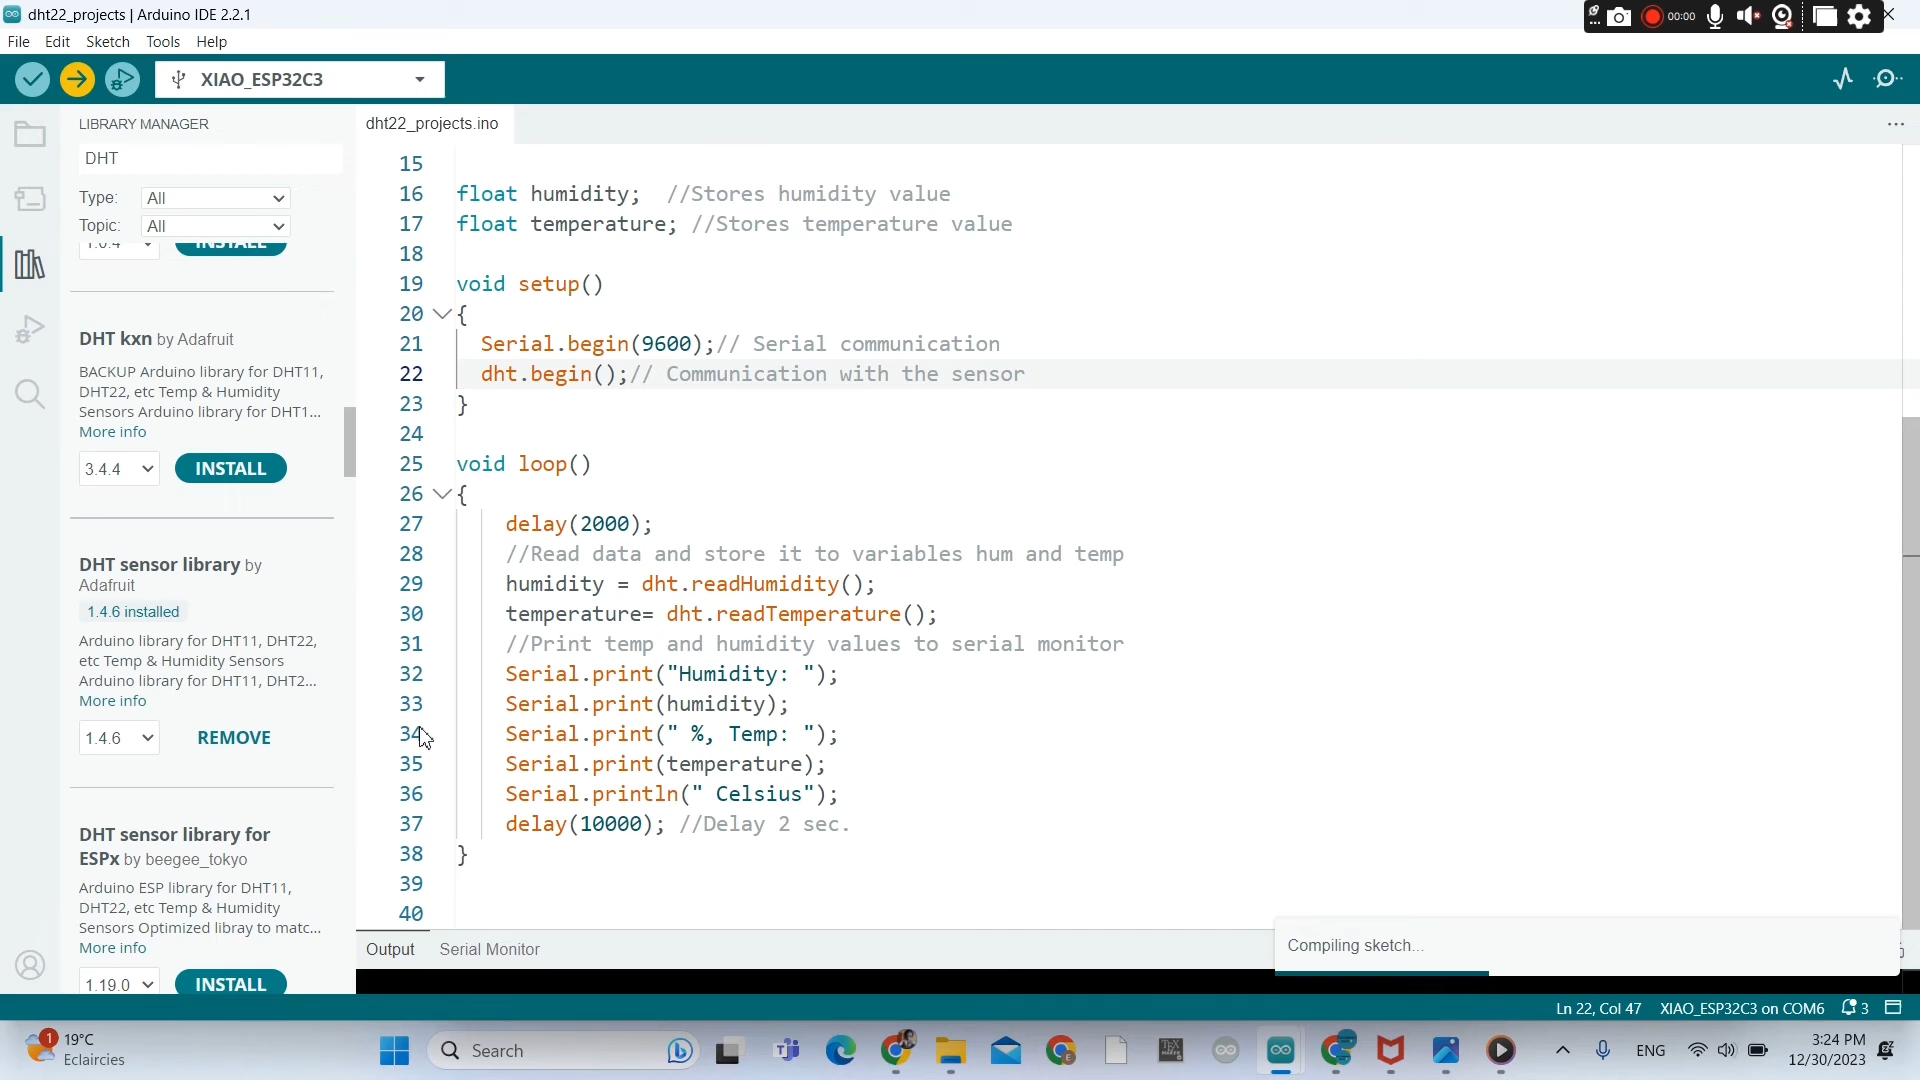 dht22_projects | Arduino IDE 2.2.1
00:00
File Edit Sketch Tools Help
XIAO_ESP32C3
LIBRARY MANAGER
DHT
Type: All
Topic: All
1.0.4 INSTALL
DHT kxn by Adafruit
BACKUP Arduino library for DHT11,
DHT22, etc Temp & Humidity
Sensors Arduino library for DHT1...
More info
3.4.4 INSTALL
DHT sensor library by
Adafruit
1.4.6 installed
Arduino library for DHT11, DHT22,
etc Temp & Humidity Sensors
Arduino library for DHT11, DHT2...
More info
1.4.6 REMOVE
DHT sensor library for
ESPx by beegee_tokyo
Arduino ESP library for DHT11,
DHT22, etc Temp & Humidity
Sensors Optimized libray to matc...
More info
1.19.0 INSTALL
dht22_projects.ino
15
16 float humidity; //Stores humidity value
17 float temperature; //Stores temperature value
18
19 void setup()
20 {
21 Serial.begin(9600);// Serial communication
22 dht.begin();// Communication with the sensor
23 }
24
25 void loop()
26 {
27 delay(2000);
28 //Read data and store it to variables hum and temp
29 humidity = dht.readHumidity();
30 temperature= dht.readTemperature();
31 //Print temp and humidity values to serial monitor
32 Serial.print("Humidity: ");
33 Serial.print(humidity);
34 Serial.print(" %, Temp: ");
35 Serial.print(temperature);
36 Serial.println(" Celsius");
37 delay(10000); //Delay 2 sec.
38 }
39
40
Output Serial Monitor
Compiling sketch...
Ln 22, Col 47 XIAO_ESP32C3 on COM6 3
1 19°C
Eclaircies
Search
ENG
3:24 PM
12/30/2023